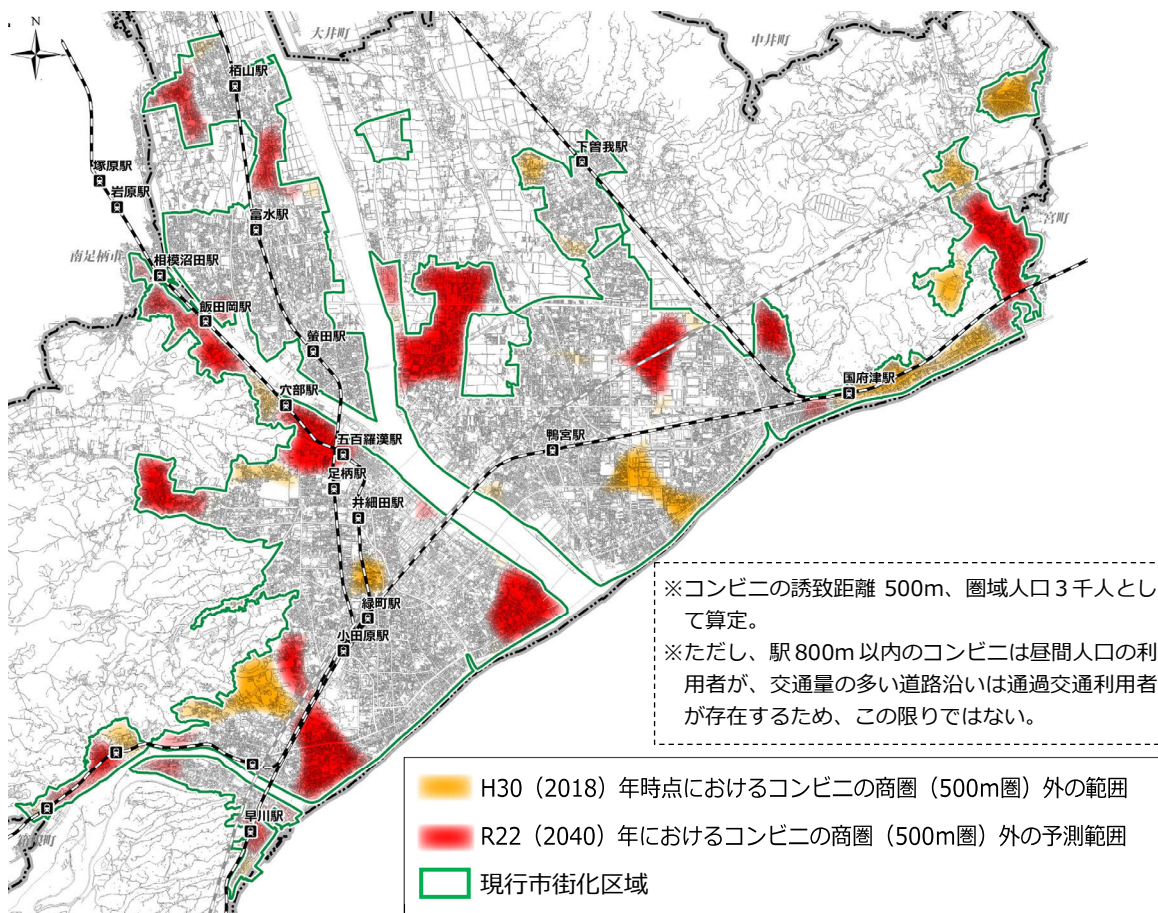 N
大井町
中井町
栢山駅
下曽我駅
塚原駅
岩原駅
富水駅
二宮町
南足柄市
相模沼田駅
飯田岡駅
螢田駅
国府津駅
穴部駅
鴨宮駅
五百羅漢駅
足柄駅
井細田駅
緑町駅
小田原駅
早川駅
※コンビニの誘致距離 500m、圏域人口3千人とし
て算定。
※ただし、駅800m以内のコンビニは昼間人口の利
用者が、交通量の多い道路沿いは通過交通利用者
が存在するため、この限りではない。
H30（2018）年時点におけるコンビニの商圏（500m圏）外の範囲
R22（2040）年におけるコンビニの商圏（500m圏）外の予測範囲
現行市街化区域